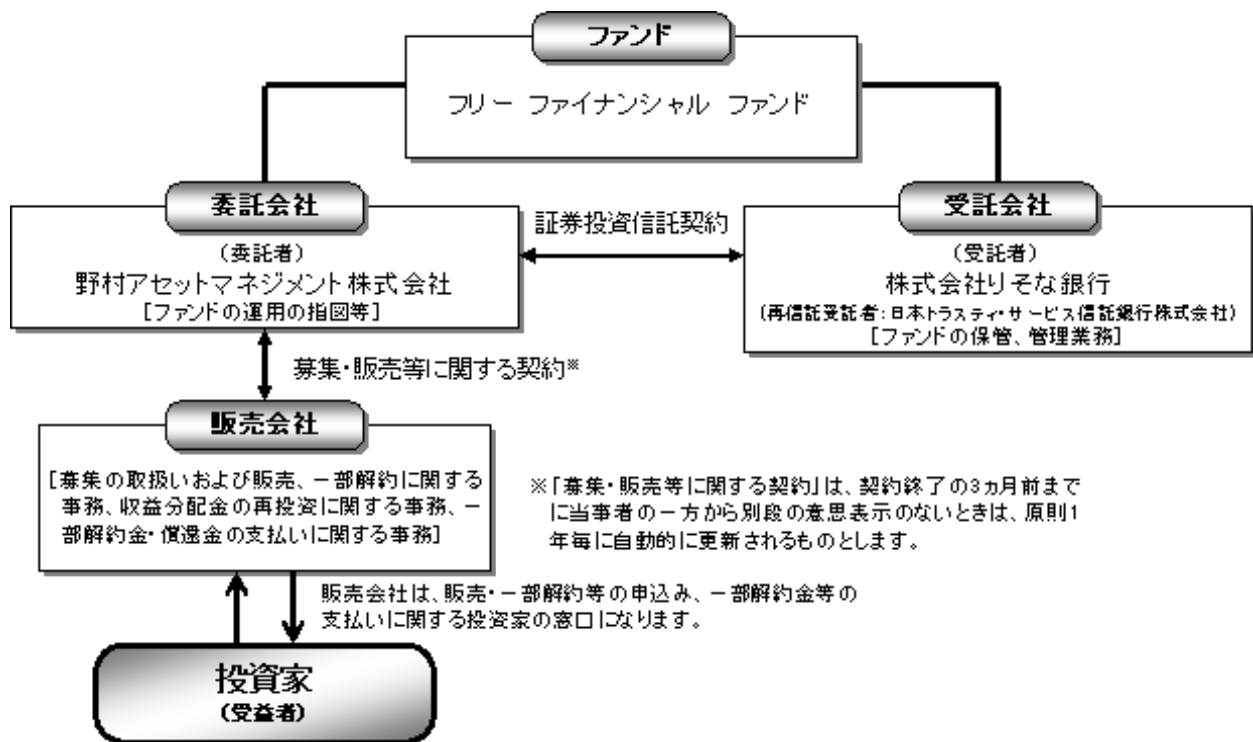 ファンド
フリー ファイナンシャル ファンド
委託会社
(委託者)
野村アセットマネジメント株式会社
[ファンドの運用の指図等]
証券投資信託契約
受託会社
(受託者)
株式会社りそな銀行
(再信託受託者:日本トラスティ・サービス信託銀行株式会社)
[ファンドの保管、管理業務]
募集・販売等に関する契約※
販売会社
[募集の取扱いおよび販売、一部解約に関する
事務、収益分配金の再投資に関する事務、一
部解約金・償還金の支払いに関する事務]
※「募集・販売等に関する契約」は、契約終了の3ヵ月前まで
に当事者の一方から別段の意思表示のないときは、原則1
年毎に自動的に更新されるものとします。
販売会社は、販売・一部解約等の申込み、一部解約金等の
支払いに関する投資家の窓口になります。
投資家
(受益者)